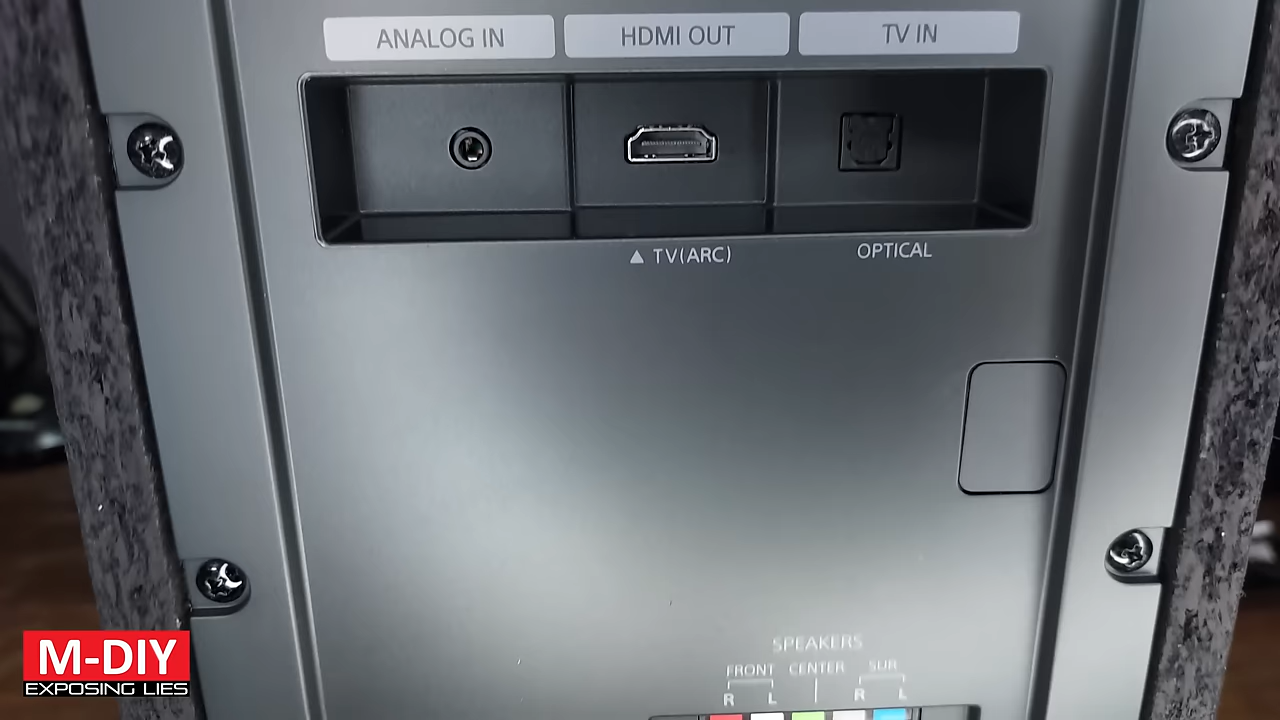 ANALOG IN
HDMI OUT
TV IN
▲ TV(ARC)
OPTICAL
SPEAKERS
FRONT CENTER SUR
R L R L
M-DIY
EXPOSING LIES